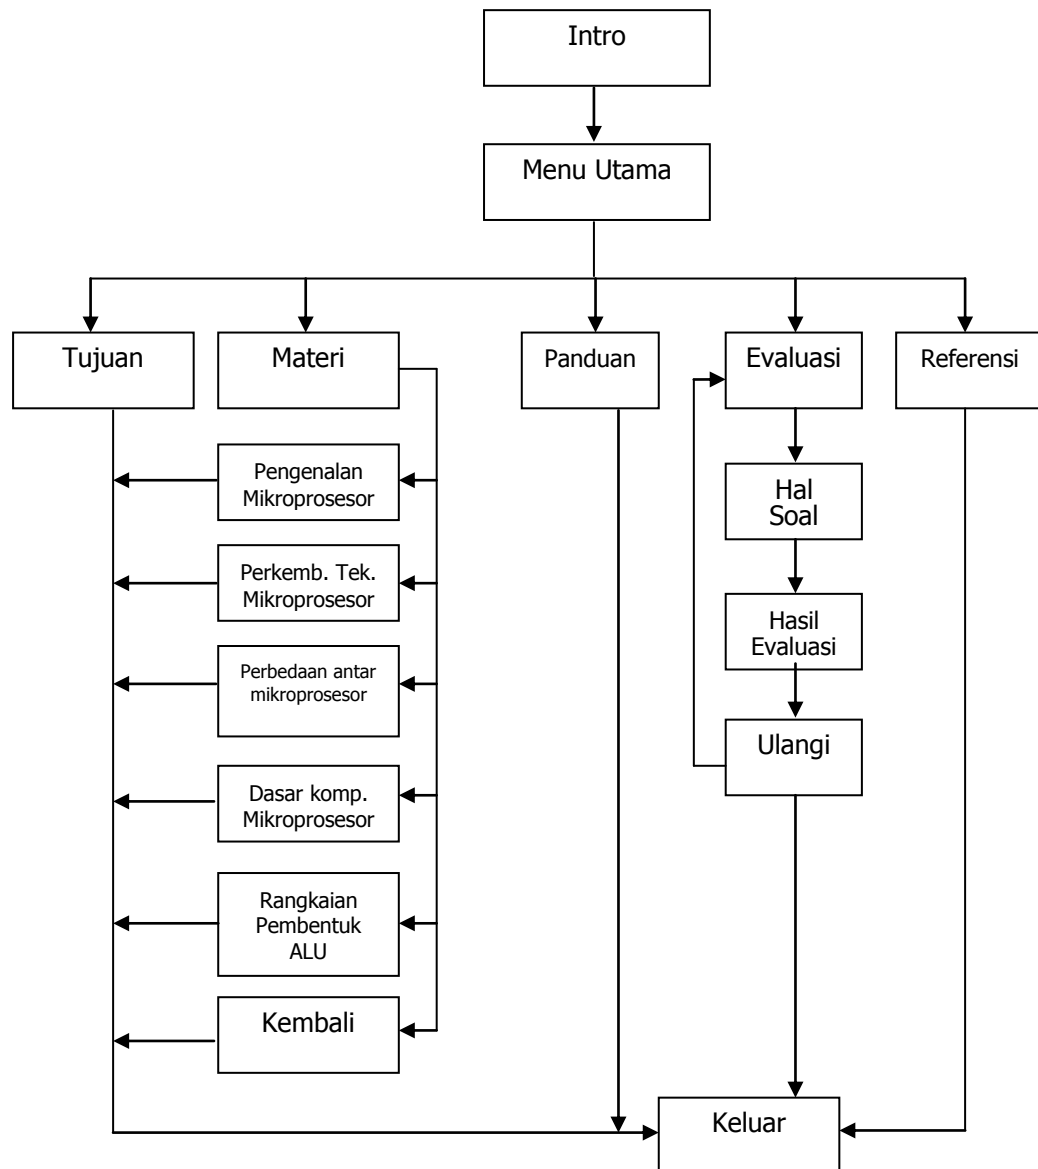 Intro
Menu Utama
Tujuan
Materi
Panduan
Evaluasi
Referensi
Pengenalan
Mikroprosesor
Perkemb. Tek.
Mikroprosesor
Perbedaan antar
mikroprosesor
Dasar komp.
Mikroprosesor
Rangkaian
Pembentuk
ALU
Kembali
Hal
Soal
Hasil
Evaluasi
Ulangi
Keluar